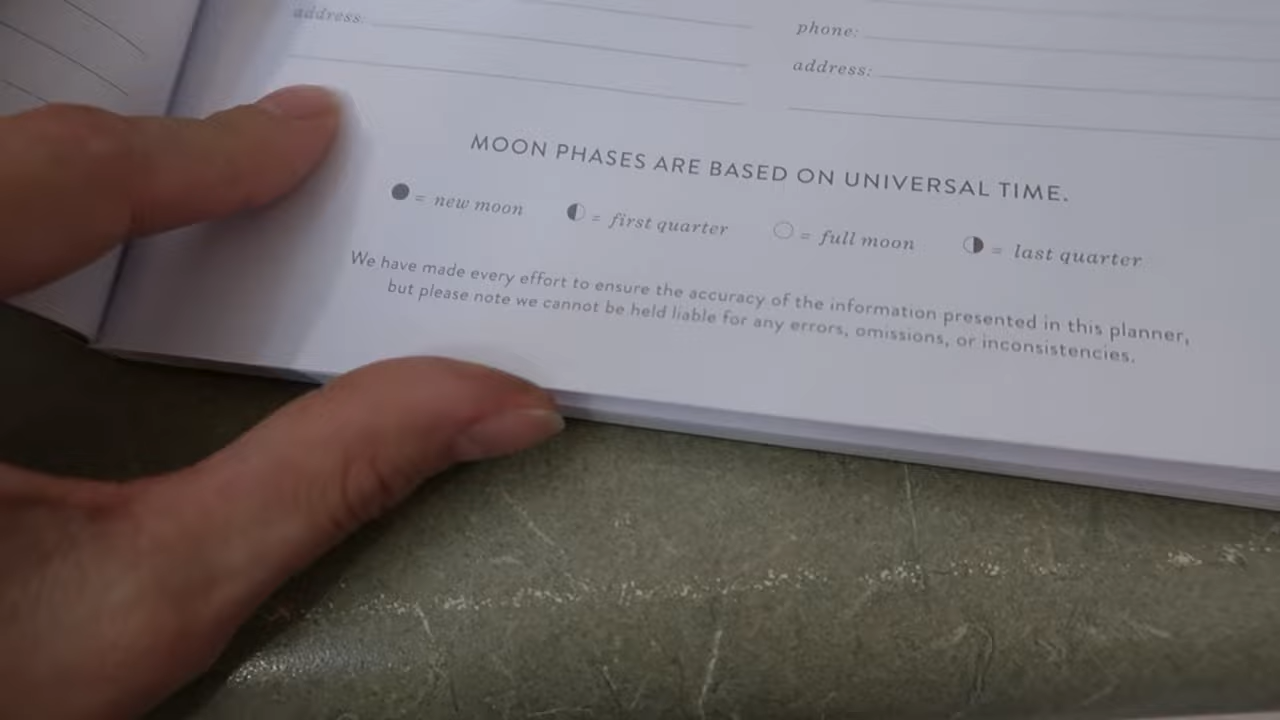 address:
phone:
address:
MOON PHASES ARE BASED ON UNIVERSAL TIME.
= new moon = first quarter = full moon = last quarter
We have made every effort to ensure the accuracy of the information presented in this planner,
but please note we cannot be held liable for any errors, omissions, or inconsistencies.